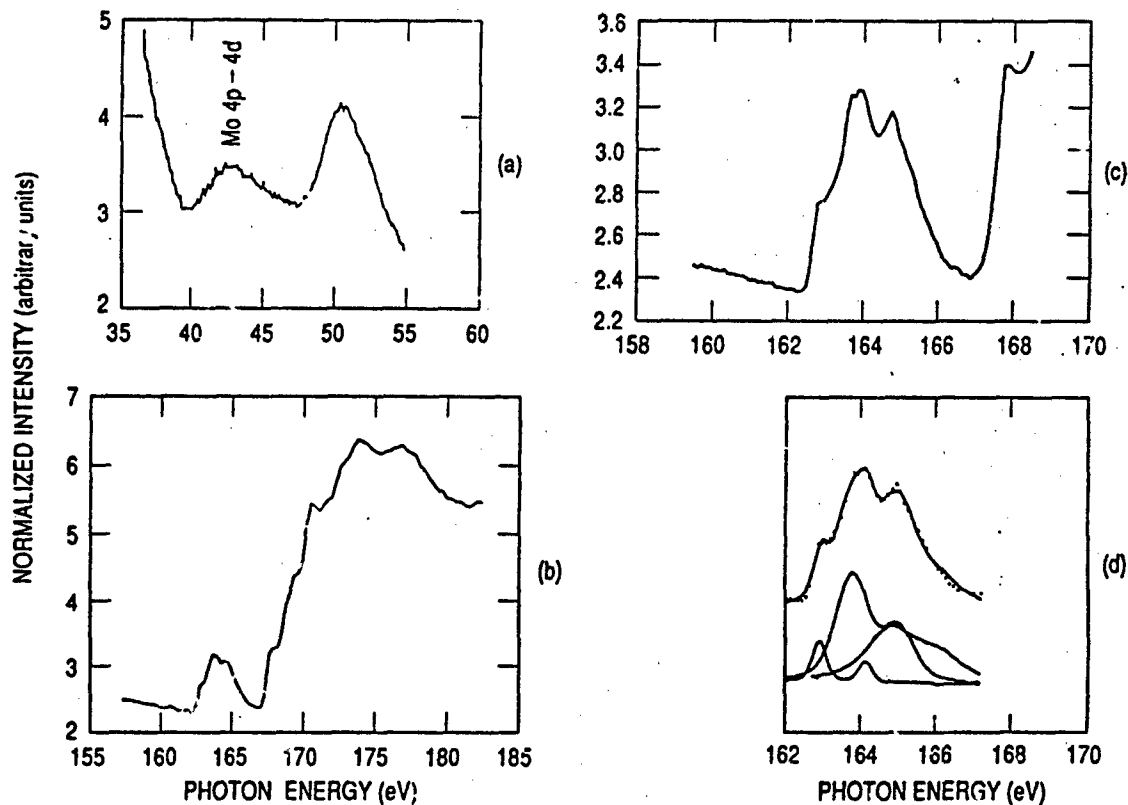 NORMALIZED INTENSITY (arbitrar, units)
5
4
3
2
35 40 45 50 55 60
Mo 4p – 4d
(a)
3.6
3.4
3.2
3.0
2.8
2.6
2.4
2.2
158 160 162 164 166 168 170
(c)
7
6
5
4
3
2
155 160 165 170 175 180 185
PHOTON ENERGY (eV)
(b)
162 164 166 168 170
PHOTON ENERGY (eV)
(d)